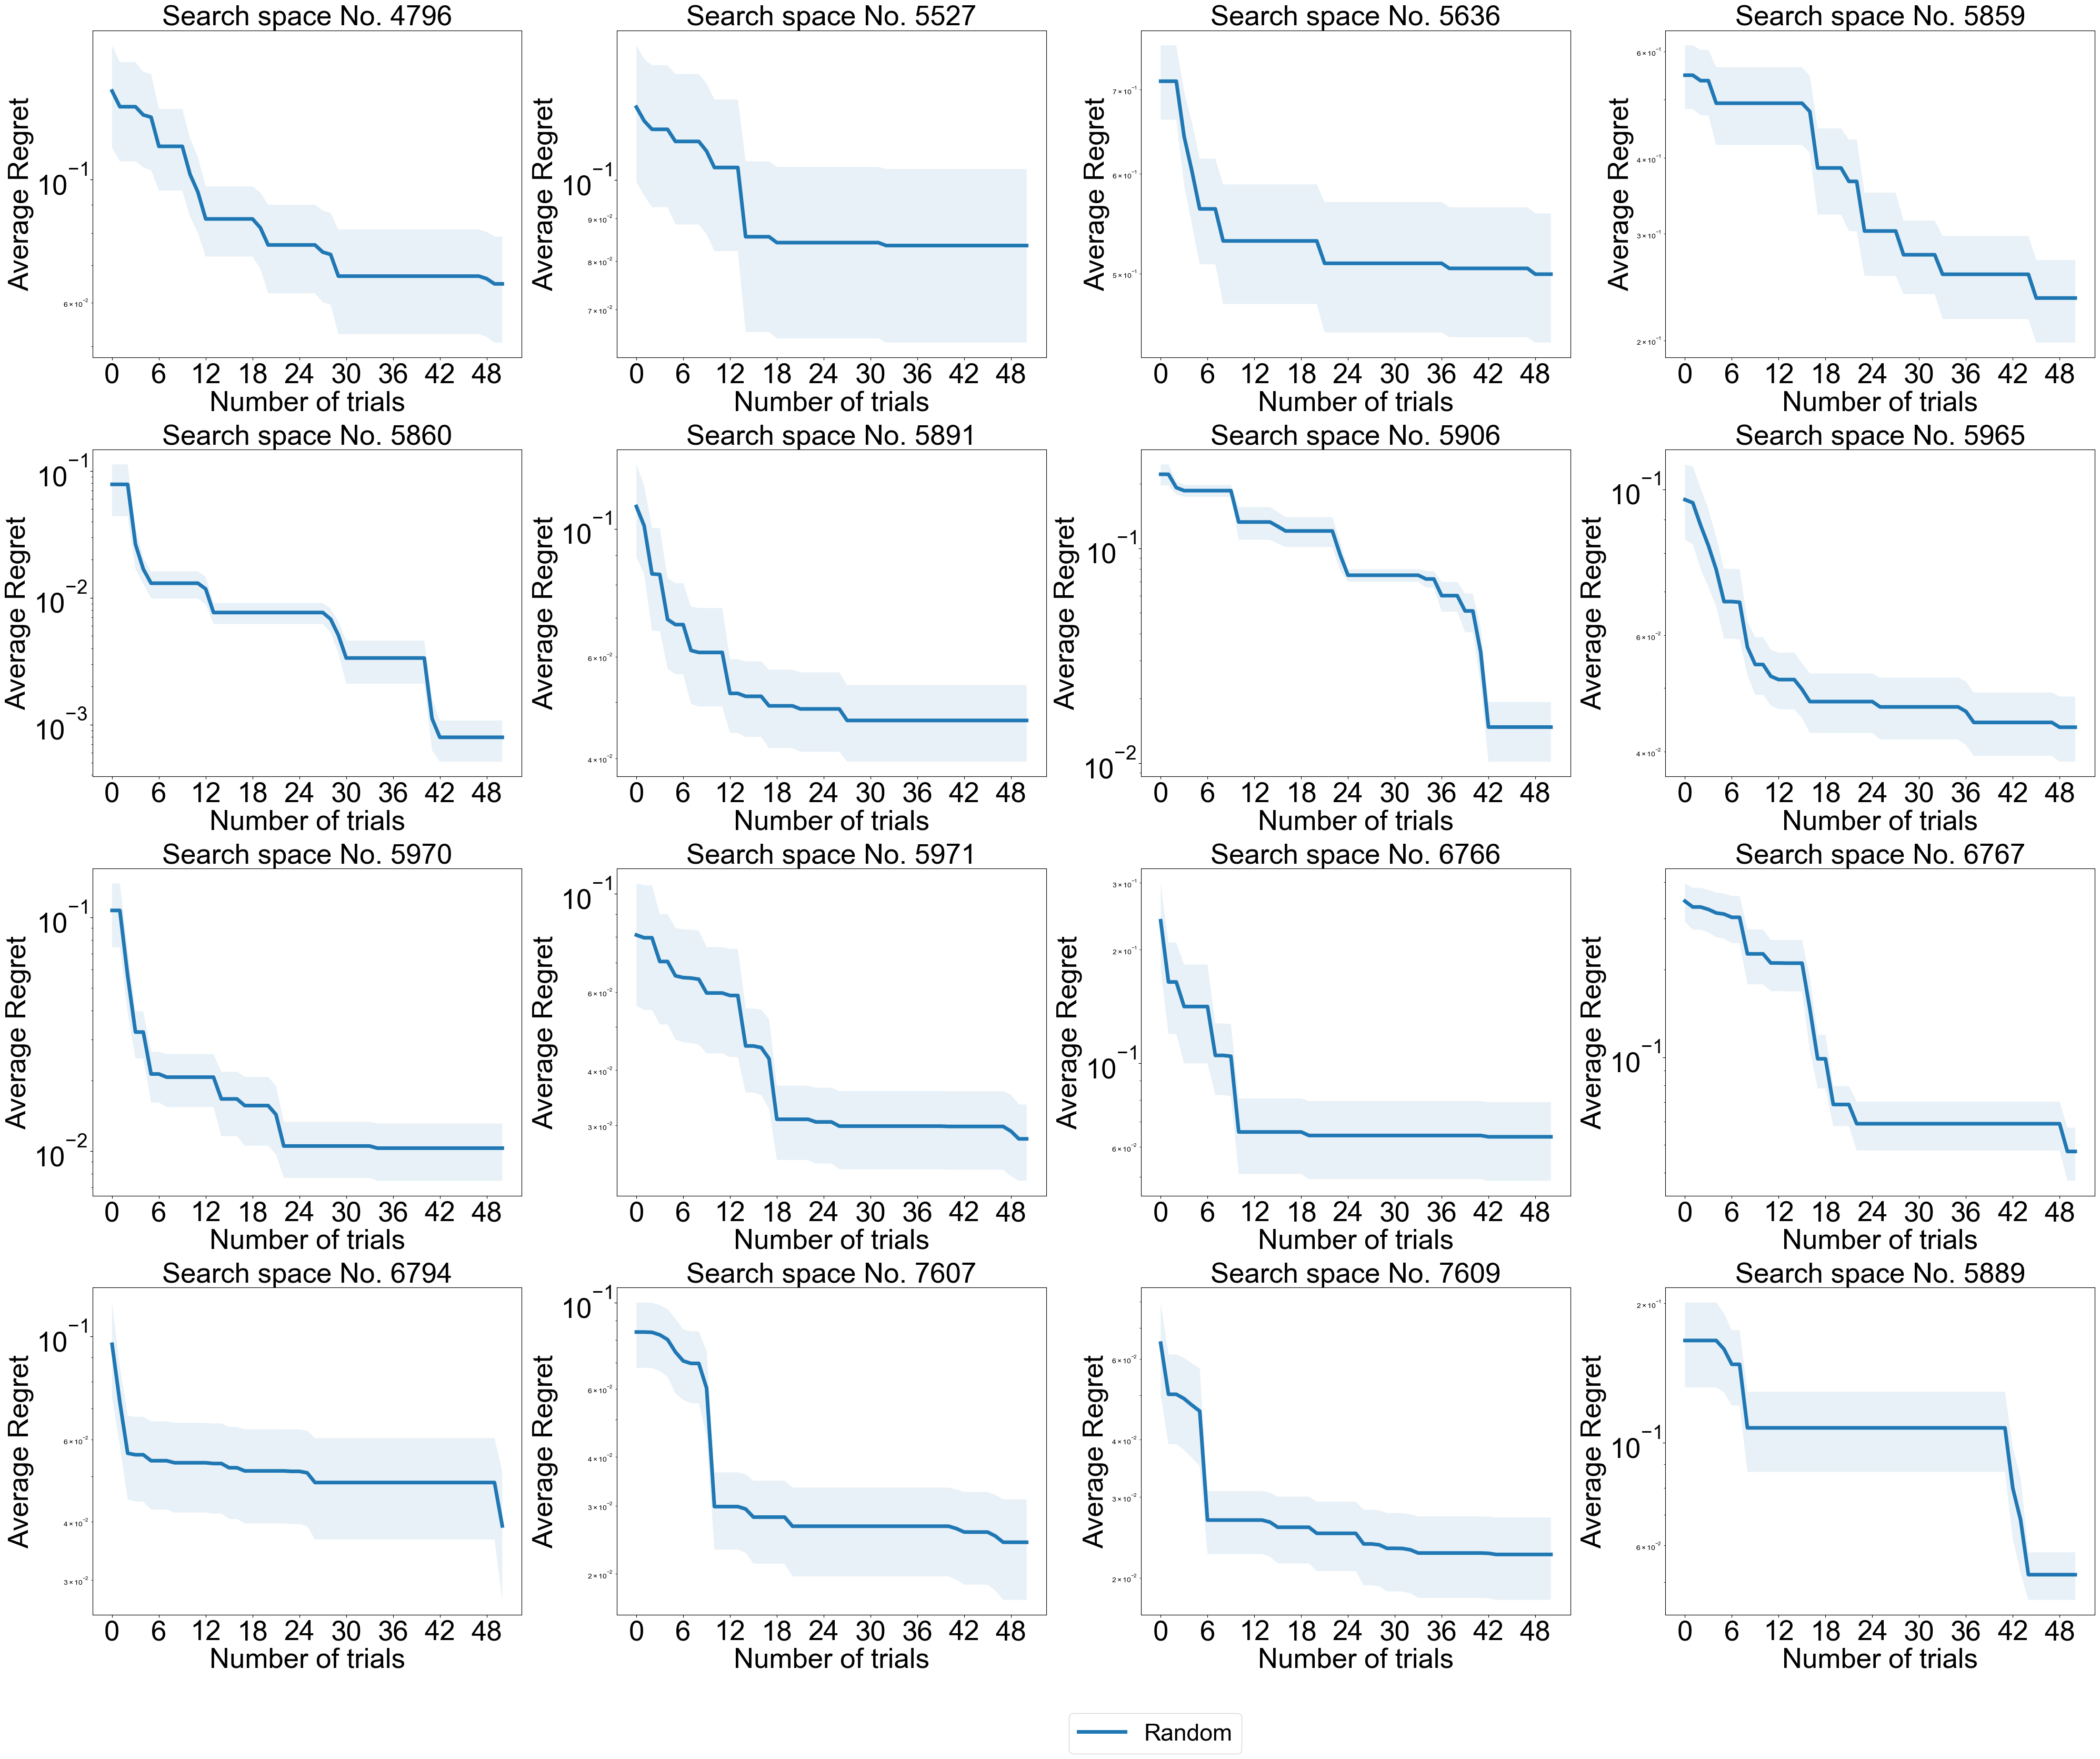 Search space No. 4796
Average Regret
10⁻¹
6×10⁻²
0 6 12 18 24 30 36 42 48
Number of trials
Search space No. 5527
Average Regret
10⁻¹
9×10⁻²
8×10⁻²
7×10⁻²
0 6 12 18 24 30 36 42 48
Number of trials
Search space No. 5636
Average Regret
7×10⁻¹
6×10⁻¹
5×10⁻¹
0 6 12 18 24 30 36 42 48
Number of trials
Search space No. 5859
Average Regret
6×10⁻¹
4×10⁻¹
3×10⁻¹
2×10⁻¹
0 6 12 18 24 30 36 42 48
Number of trials
Search space No. 5860
Average Regret
10⁻¹
10⁻²
10⁻³
0 6 12 18 24 30 36 42 48
Number of trials
Search space No. 5891
Average Regret
10⁻¹
6×10⁻²
4×10⁻²
0 6 12 18 24 30 36 42 48
Number of trials
Search space No. 5906
Average Regret
10⁻¹
10⁻²
0 6 12 18 24 30 36 42 48
Number of trials
Search space No. 5965
Average Regret
10⁻¹
6×10⁻²
4×10⁻²
0 6 12 18 24 30 36 42 48
Number of trials
Search space No. 5970
Average Regret
10⁻¹
10⁻²
0 6 12 18 24 30 36 42 48
Number of trials
Search space No. 5971
Average Regret
10⁻¹
6×10⁻²
4×10⁻²
3×10⁻²
0 6 12 18 24 30 36 42 48
Number of trials
Search space No. 6766
Average Regret
3×10⁻¹
2×10⁻¹
10⁻¹
6×10⁻²
0 6 12 18 24 30 36 42 48
Number of trials
Search space No. 6767
Average Regret
10⁻¹
0 6 12 18 24 30 36 42 48
Number of trials
Search space No. 6794
Average Regret
10⁻¹
6×10⁻²
4×10⁻²
3×10⁻²
0 6 12 18 24 30 36 42 48
Number of trials
Search space No. 7607
Average Regret
10⁻¹
6×10⁻²
4×10⁻²
3×10⁻²
2×10⁻²
0 6 12 18 24 30 36 42 48
Number of trials
Search space No. 7609
Average Regret
6×10⁻²
4×10⁻²
3×10⁻²
2×10⁻²
0 6 12 18 24 30 36 42 48
Number of trials
Search space No. 5889
Average Regret
2×10⁻¹
10⁻¹
6×10⁻²
0 6 12 18 24 30 36 42 48
Number of trials
Random